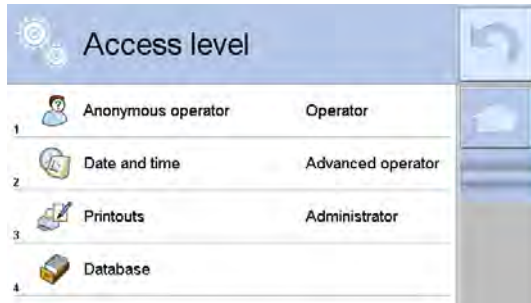 Access level
1 Anonymous operator Operator
2 Date and time Advanced operator
3 Printouts Administrator
4 Database